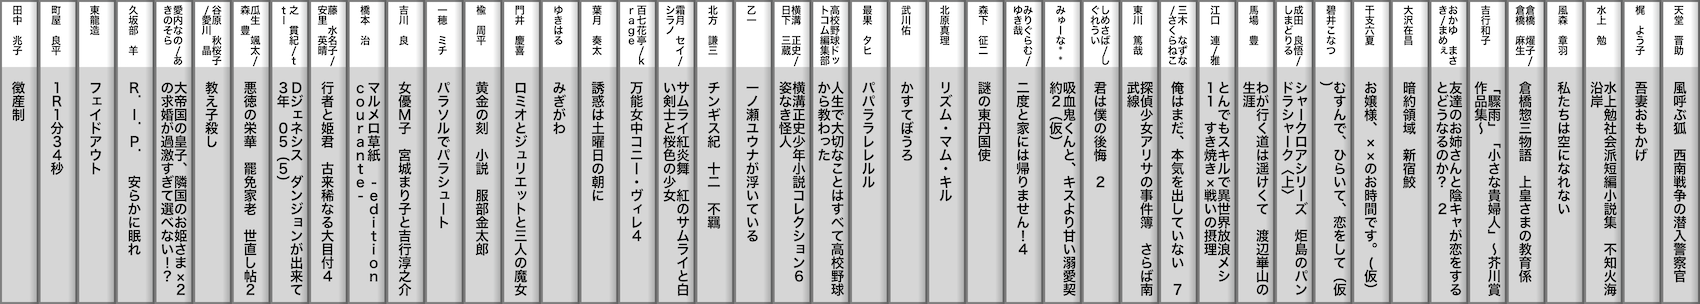 天堂 晋助
風呼ぶ狐 西南戦争の潜入警察官
梶 よう子
吾妻おもかげ
水上 勉
水上勉社会派短編小説集 不知火海
沿岸
風森 章羽
私たちは空になれない
倉橋 燿子/
倉橋 麻生
倉橋惣三物語 上皇さまの教育係
吉行和子
「驟雨」「小さな貴婦人」～芥川賞
作品集～
おかゆ まさ
き/まめぇ
友達のお姉さんと陰キャが恋をする
とどうなるのか? 2
大沢在昌
暗約領域 新宿鮫
干支六夏
お嬢様、××のお時間です。(仮)
碧井こなつ
むすんで、ひらいて、恋をして(仮
)
成田 良悟/
しまどりる
シャークロアシリーズ 炬島のパン
ドラシャーク〈上〉
馬場 豊
わが行く道は遥けくて 渡辺崋山の
生涯
江口 連/雅
とんでもスキルで異世界放浪メシ
11 すき焼き×戦いの摂理
三木 なずな
/さくらねこ
俺はまだ、本気を出していない 7
東川 篤哉
探偵少女アリサの事件簿 さらば南
武線
しめさば/し
ぐれうい
君は僕の後悔 2
みゅーな**
吸血鬼くんと、キスより甘い溺愛契
約2(仮)
みりぐらむ/
ゆき哉
二度と家には帰りません!4
森下 征二
謎の東丹国使
北原真理
リズム・マム・キル
武川佑
かすてぼうろ
最果 タヒ
パパララレレルル
高校野球ドッ
トコム編集部
人生で大切なことはすべて高校野球
から教わった
横溝 正史/
日下 三蔵
横溝正史少年小説コレクション6
姿なき怪人
乙一
一ノ瀬ユウナが浮いている
北方 謙三
チンギス紀 十二 不羈
霜月 セイ/
シラノ
サムライ紅炎舞 紅のサムライと白
い剣士と桜色の少女
百七花亭/k
rage
万能女中コニー・ヴィレ4
葉月 奏太
誘惑は土曜日の朝に
ゆきはる
みぎがわ
門井 慶喜
ロミオとジュリエットと三人の魔女
楡 周平
黄金の刻 小説 服部金太郎
一穂 ミチ
パラソルでパラシュート
吉川 良
女優M子 宮城まり子と吉行淳之介
橋本 治
マルメロ草紙 -edition
courante-
藤 水名子/
安里 英晴
行者と姫君 古来稀なる大目付4
之 貫紀/t
tl
Dジェネシス ダンジョンが出来て
3年 05(5)
瓜生 颯太/
森 豊
悪徳の栄華 罷免家老 世直し帖2
谷原 秋桜子
/愛川 晶
教え子殺し
愛内なの/あ
きのそら
大帝国の皇子、隣国のお姫さま×2
の求婚が過激すぎて選べない!?
久坂部 羊
R.I.P. 安らかに眠れ
東龍造
フェイドアウト
町屋 良平
1R1分34秒
田中 兆子
徴産制